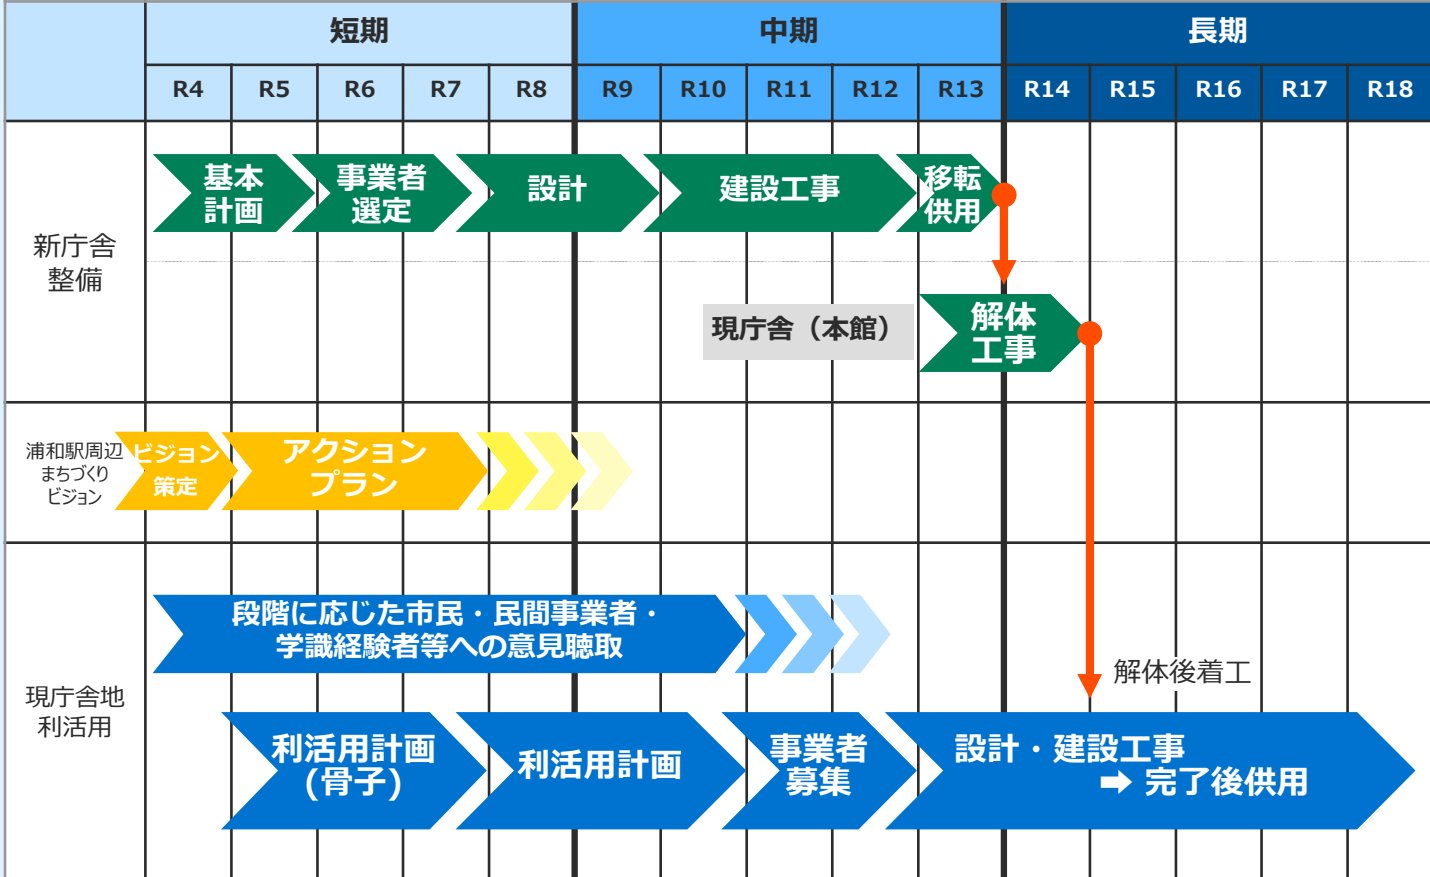 短期
中期
長期
R4 R5 R6 R7 R8 R9 R10 R11 R12 R13 R14 R15 R16 R17 R18
新庁舎
整備
基本
計画
事業者
選定
設計
建設工事
移転
供用
現庁舎（本館）
解体
工事
浦和駅周辺
まちづくり
ビジョン
ビジョン
策定
アクション
プラン
現庁舎地
利活用
段階に応じた市民・民間事業者・
学識経験者等への意見聴取
解体後着工
利活用計画
(骨子)
利活用計画
事業者
募集
設計・建設工事
➡ 完了後供用